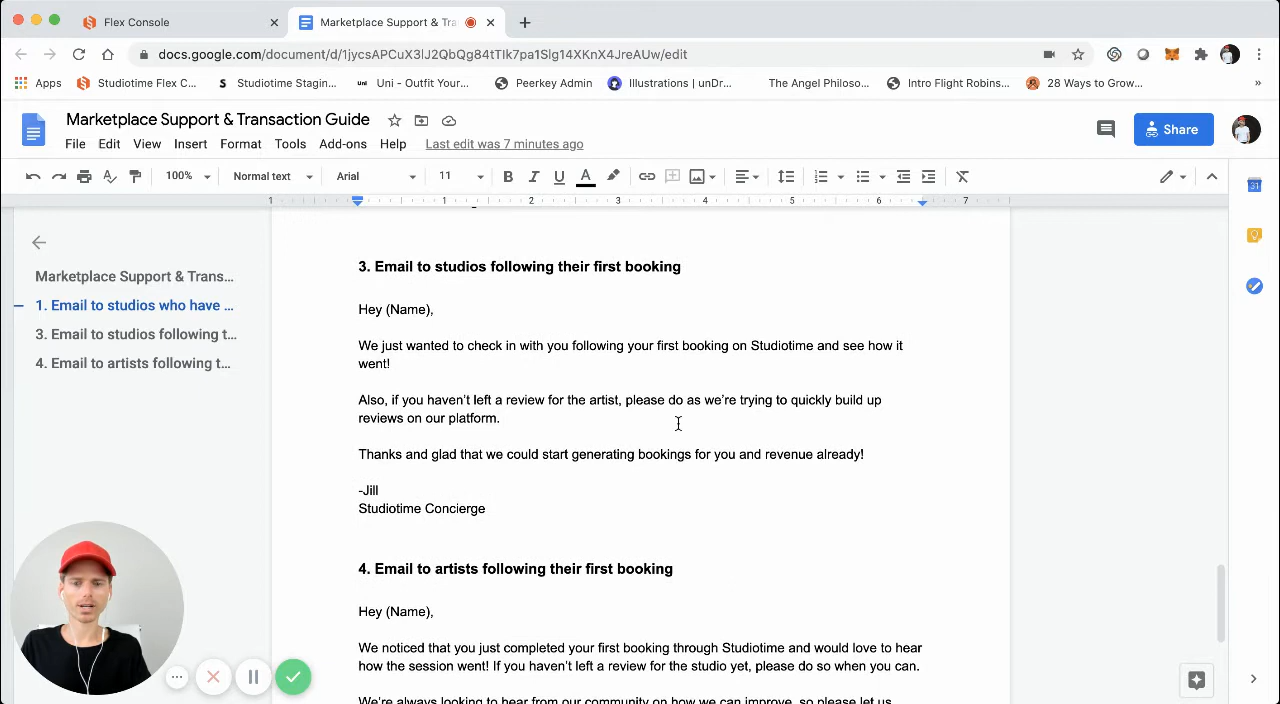 Flex Console
Marketplace Support & Tra
docs.google.com/document/d/1jycsAPCuX3lJ2QbQg84tTIk7pa1Slg14XKnX4JreAUw/edit
Apps
Studiotime Flex C...
Studiotime Stagin...
uni Uni - Outfit Your...
Peerkey Admin
Illustrations | unDr...
The Angel Philoso...
Intro Flight Robins...
28 Ways to Grow...
»
Marketplace Support & Transaction Guide
Share
File Edit View Insert Format Tools Add-ons Help Last edit was 7 minutes ago
100% Normal text Arial 11 B I U A
1 1 2 3 4 5 6 7
31
Marketplace Support & Trans...
1. Email to studios who have ...
3. Email to studios following t...
4. Email to artists following t...
3. Email to studios following their first booking
Hey (Name),
We just wanted to check in with you following your first booking on Studiotime and see how it
went!
Also, if you haven't left a review for the artist, please do as we're trying to quickly build up
reviews on our platform.
Thanks and glad that we could start generating bookings for you and revenue already!
-Jill
Studiotime Concierge
4. Email to artists following their first booking
Hey (Name),
We noticed that you just completed your first booking through Studiotime and would love to hear
how the session went! If you haven't left a review for the studio yet, please do so when you can.
We're always looking to hear from our community on how we can improve, so please let us